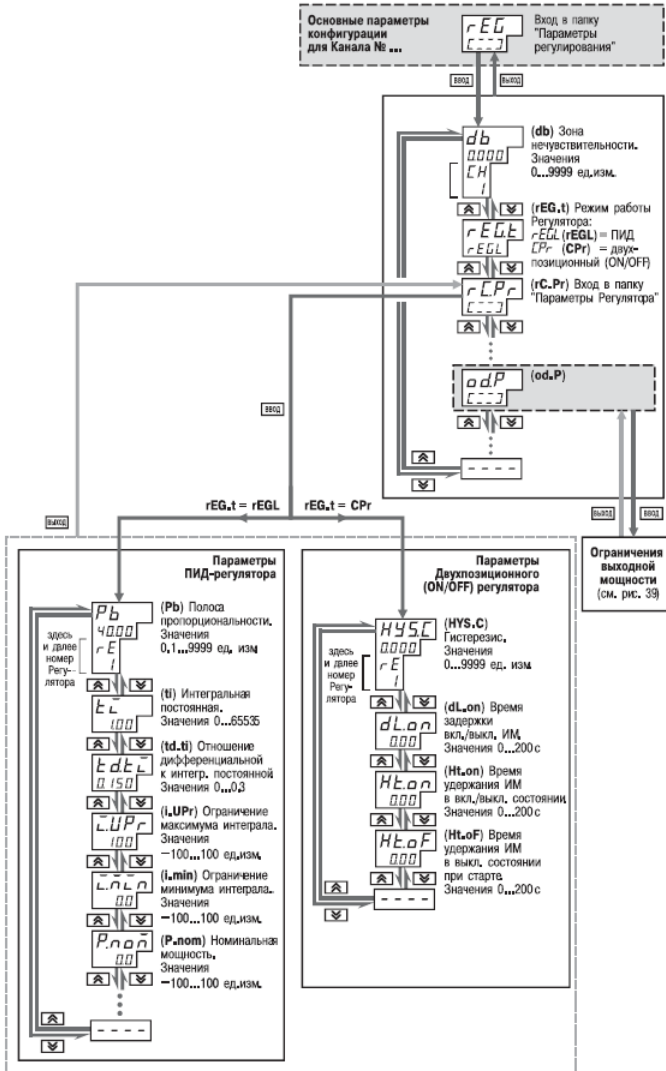 Основные параметры
конфигурации
для Канала № ...
rEG
[---]
Вход в папку
"Параметры
регулирования"
ввод
выход
db
0.000
CH
1
(db) Зона
нечувствительности.
Значения
0...9999 ед.изм.
rEG.t
rEGL
(rEG.t) Режим работы
Регулятора:
rEGL (rEGL) = ПИД
CPr (CPr) = двух-
позиционный (ON/OFF)
rC.Pr
[---]
(rC.Pr) Вход в папку
"Параметры Регулятора"
od.P
[---]
(od.P)
ввод
----
rEG.t = rEGL
rEG.t = CPr
выход
выход
ввод
Ограничения
выходной
мощности
(см. рис. 39)
Параметры
ПИД-регулятора
Pb
40.00
rE
1
здесь
и далее
номер
Регу-
лятора
(Pb) Полоса
пропорциональности.
Значения
0,1...9999 ед. изм
ti
1.00
(ti) Интегральная
постоянная.
Значения 0...65535
td.ti
0.150
(td.ti) Отношение
дифференциальной
к интегр. постоянной
Значения 0...0,3
i.UPr
100
(i.UPr) Ограничение
максимума интеграла.
Значения
–100...100 ед.изм,
i.min
0.0
(i.min) Ограничение
минимума интеграла.
Значения
–100...100 ед.изм.
P.nom
0.0
(P.nom) Номинальная
мощность.
Значения
–100...100 ед.изм.
----
Параметры
Двухпозиционного
(ON/OFF) регулятора
HYS.C
0.000
rE
1
здесь
и далее
номер
Регу-
лятора
(HYS.C)
Гистерезис.
Значения
0...9999 ед. изм
dL.on
0.00
(dL.on) Время
задержки
вкл./выкл. ИМ.
Значения 0...200 с
Ht.on
0.00
(Ht.on) Время
удержания ИМ
в вкл./выкл. состоянии
Значения 0...200 с
Ht.oF
0.00
(Ht.oF) Время
удержания ИМ
в выкл. состоянии
при старте.
Значения 0...200 с
----